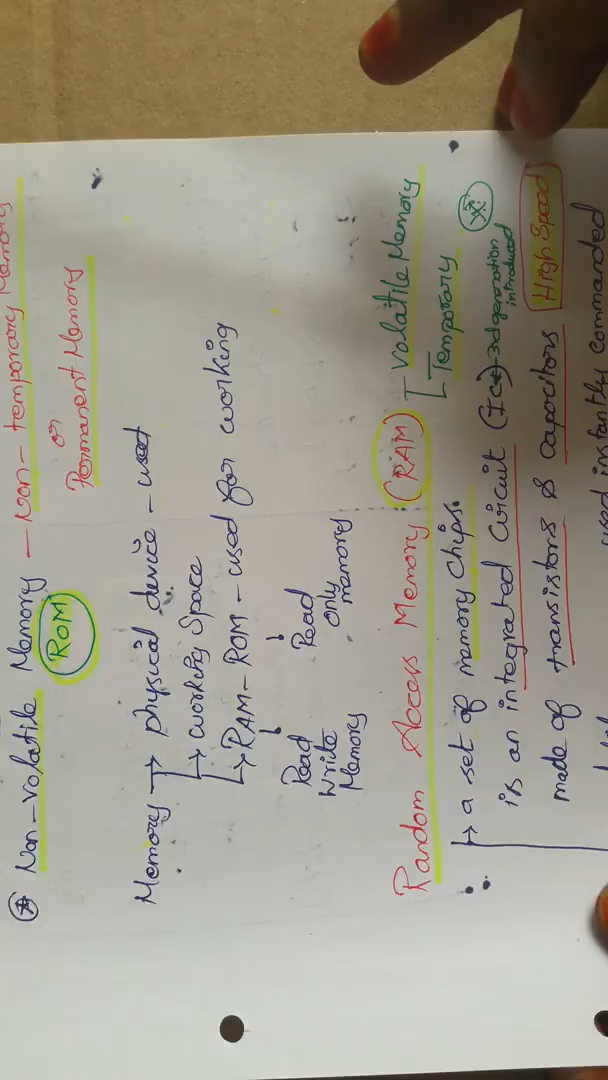 Non-Volatile Memory - Non-temporary Memory
or
ROM
Permanent Memory
Memory → physical device - used
→ working Space
→ RAM-ROM-used for working
Read Write Memory
Read only memory
Random Access Memory (RAM) [Volatile Memory
Temporary
→ a set of memory chips.
is an integrated circuit (IC) → 3rd generation introduced
made of transistors & capacitors High Speed
used instantly commanded